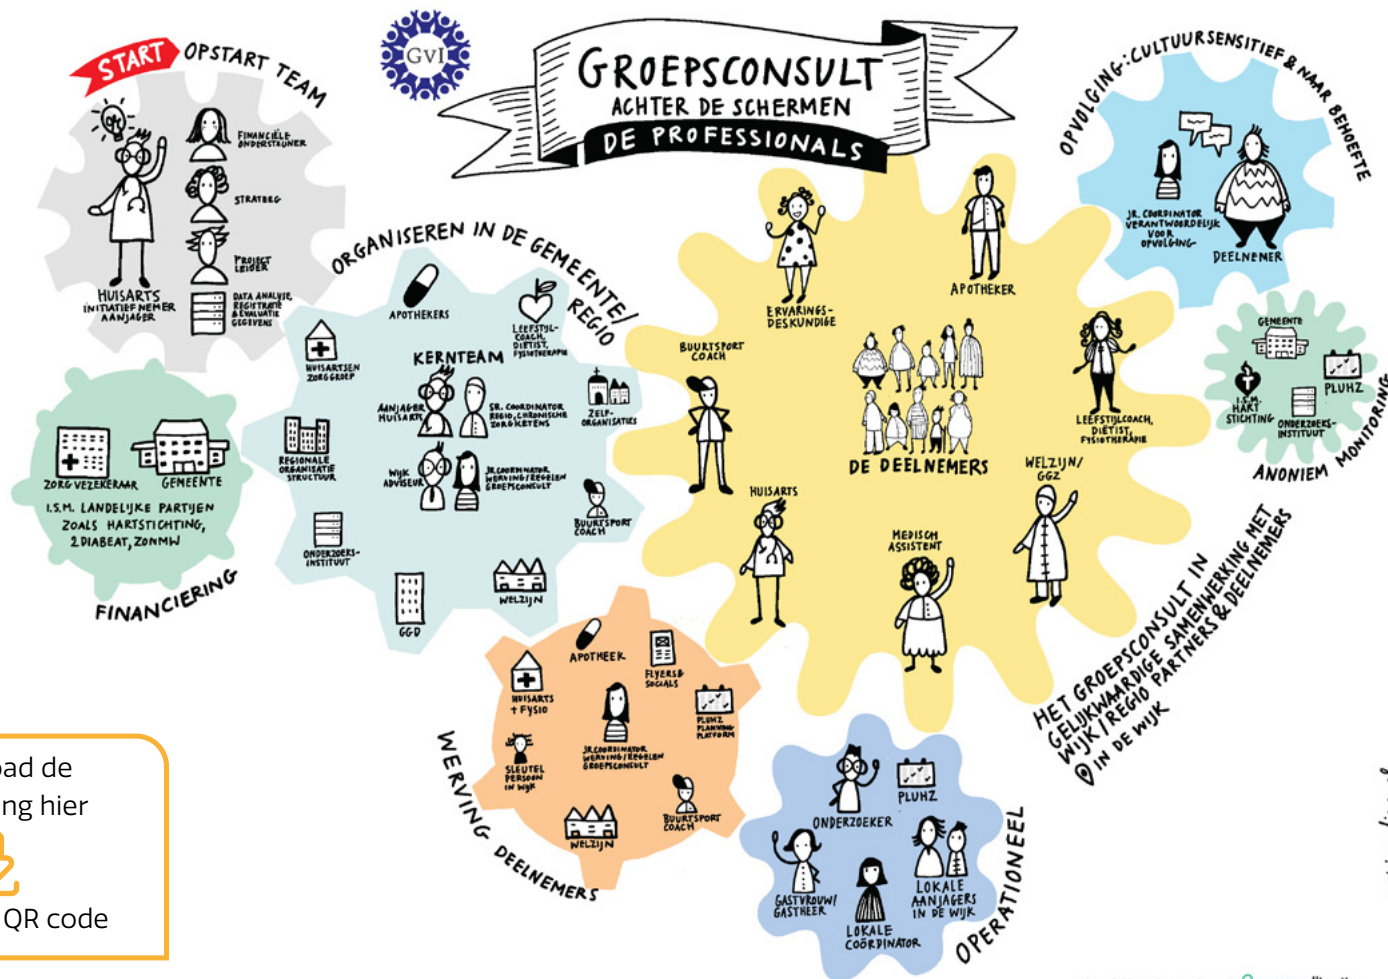 GvI
GROEPSCONSULT
ACHTER DE SCHERMEN
DE PROFESSIONALS
START
OPSTART TEAM
FINANCIËLE
ONDERSTEUNER
STRATEEG
PROJECT
LEIDER
DATA ANALYSE,
REGISTRATIE
& EVALUATIE
GEGEVENS
HUISARTS
INITIATIEFNEMER
AANJAGER
ZORGVEZEKERAAR
GEMEENTE
I.S.M. LANDELIJKE PARTIJEN
ZOALS HARTSTICHTING,
2DIABEAT, ZONMW
FINANCIERING
ORGANISEREN IN DE GEMEENTE/
REGIO
APOTHEKERS
LEEFSTIJL-
COACH,
DIËTIST,
FYSIOTHERAPIE
HUISARTSEN
ZORGGROEP
KERNTEAM
AANJAGER
HUISARTS
SR. COORDINATOR
REGIO, CHRONISCHE
ZORGKETENS
ZELF-
ORGANISATIES
REGIONALE
ORGANISATIE
STRUCTUUR
WIJK
ADVISEUR
JR. COORDINATOR
WERVING/REGELEN
GROEPSCONSULT
BUURTSPORT
COACH
ONDERZOEKS-
INSTITUUT
GGD
WELZIJN
APOTHEEK
FLYERS &
SOCIALS
HUISARTS
+ FYSIO
JR. COORDINATOR
WERVING/REGELEN
GROEPSCONSULT
PLUHZ
PLANNING
PLATFORM
SLEUTEL
PERSOON
IN WIJK
WELZIJN
BUURTSPORT
COACH
WERVING DEELNEMERS
ERVARINGS-
DESKUNDIGE
APOTHEKER
BUURTSPORT
COACH
LEEFSTIJLCOACH,
DIËTIST,
FYSIOTHERAPIE
DE DEELNEMERS
WELZIJN/
GGZ
HUISARTS
MEDISCH
ASSISTENT
HET GROEPSCONSULT IN
GELIJKWAARDIGE SAMENWERKING MET
WIJK/REGIO PARTNERS & DEELNEMERS
IN DE WIJK
ONDERZOEKER
PLUHZ
GASTVROUW/
GASTHEER
LOKALE
COÖRDINATOR
LOKALE
AANJAGERS
IN DE WIJK
OPERATIONEEL
OPVOLGING: CULTUURSENSITIEF & NAAR BEHOEFTE
JR. COORDINATOR
VERANTWOORDELIJK
VOOR
OPVOLGING
DEELNEMER
GEMEENTE
PLUHZ
I.S.M.
HART
STICHTING
ONDERZOEKS-
INSTITUUT
ANONIEM MONITORING
oad de
ng hier
QR code